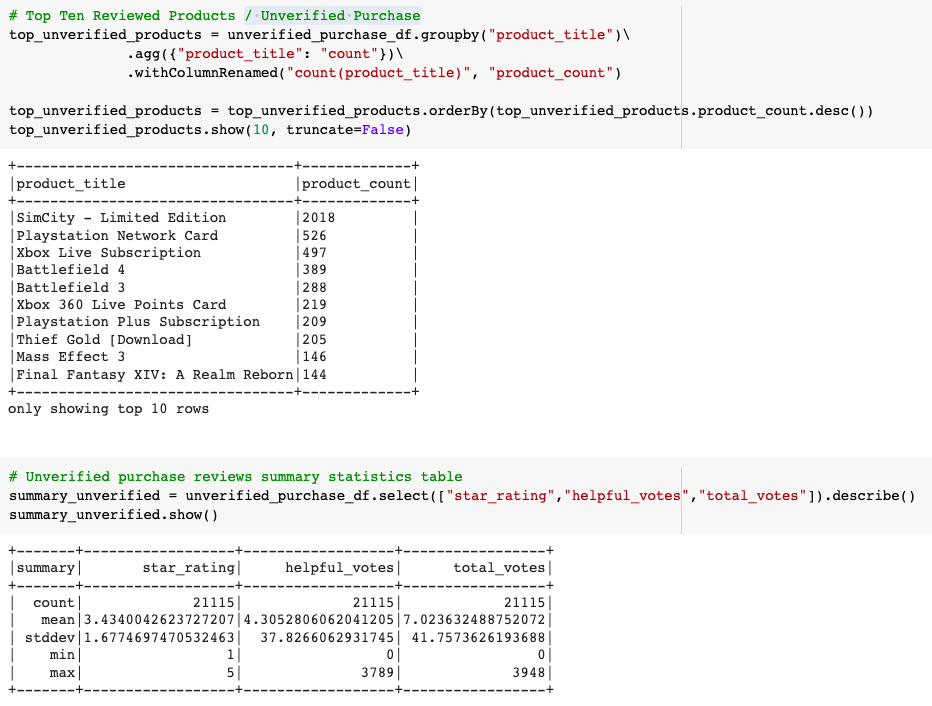 # Top Ten Reviewed Products / Unverified Purchase
top_unverified_products = unverified_purchase_df.groupby("product_title")\
.agg({"product_title": "count"})\
.withColumnRenamed("count(product_title)", "product_count")
top_unverified_products = top_unverified_products.orderBy(top_unverified_products.product_count.desc())
top_unverified_products.show(10, truncate=False)
+---------------------------------+-------------+
|product_title                    |product_count|
+---------------------------------+-------------+
|SimCity - Limited Edition        |2018         |
|Playstation Network Card         |526          |
|Xbox Live Subscription           |497          |
|Battlefield 4                    |389          |
|Battlefield 3                    |288          |
|Xbox 360 Live Points Card        |219          |
|Playstation Plus Subscription    |209          |
|Thief Gold [Download]            |205          |
|Mass Effect 3                    |146          |
|Final Fantasy XIV: A Realm Reborn|144          |
+---------------------------------+-------------+
only showing top 10 rows
# Unverified purchase reviews summary statistics table
summary_unverified = unverified_purchase_df.select(["star_rating","helpful_votes","total_votes"]).describe()
summary_unverified.show()
+-------+------------------+------------------+-----------------+
|summary|       star_rating|     helpful_votes|      total_votes|
+-------+------------------+------------------+-----------------+
|  count|             21115|             21115|            21115|
|   mean|3.4340042623727207|4.3052806062041205|7.023632488752072|
| stddev|1.6774697470532463|  37.8266062931745| 41.7573626193688|
|    min|                 1|                 0|                0|
|    max|                 5|              3789|             3948|
+-------+------------------+------------------+-----------------+